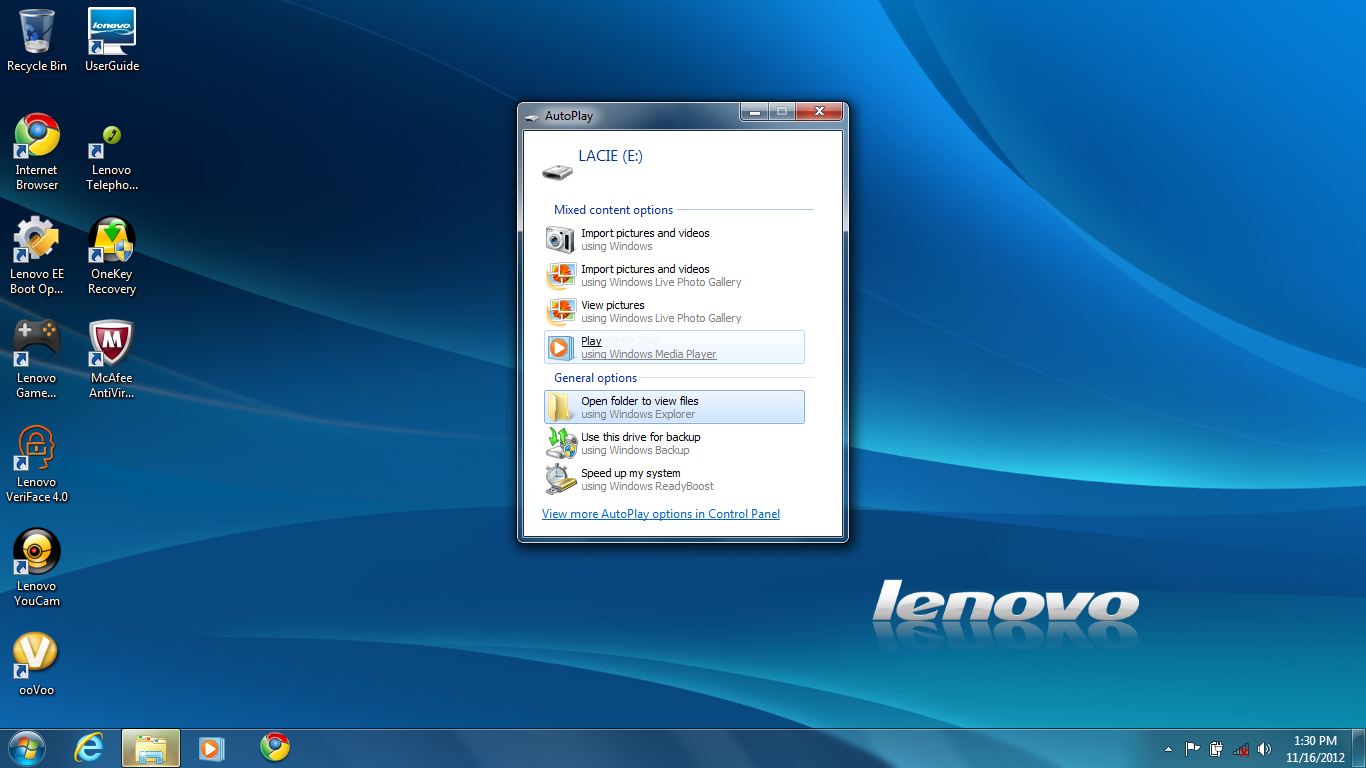 Recycle Bin
lenovo
UserGuide
Internet
Browser
Lenovo
Telepho...
Lenovo EE
Boot Op...
OneKey
Recovery
Lenovo
Game...
McAfee
AntiVir...
Lenovo
VeriFace 4.0
Lenovo
YouCam
ooVoo
AutoPlay
LACIE (E:)
Mixed content options
Import pictures and videos
using Windows
Import pictures and videos
using Windows Live Photo Gallery
View pictures
using Windows Live Photo Gallery
Play
using Windows Media Player
General options
Open folder to view files
using Windows Explorer
Use this drive for backup
using Windows Backup
Speed up my system
using Windows ReadyBoost
View more AutoPlay options in Control Panel
lenovo
1:30 PM
11/16/2012